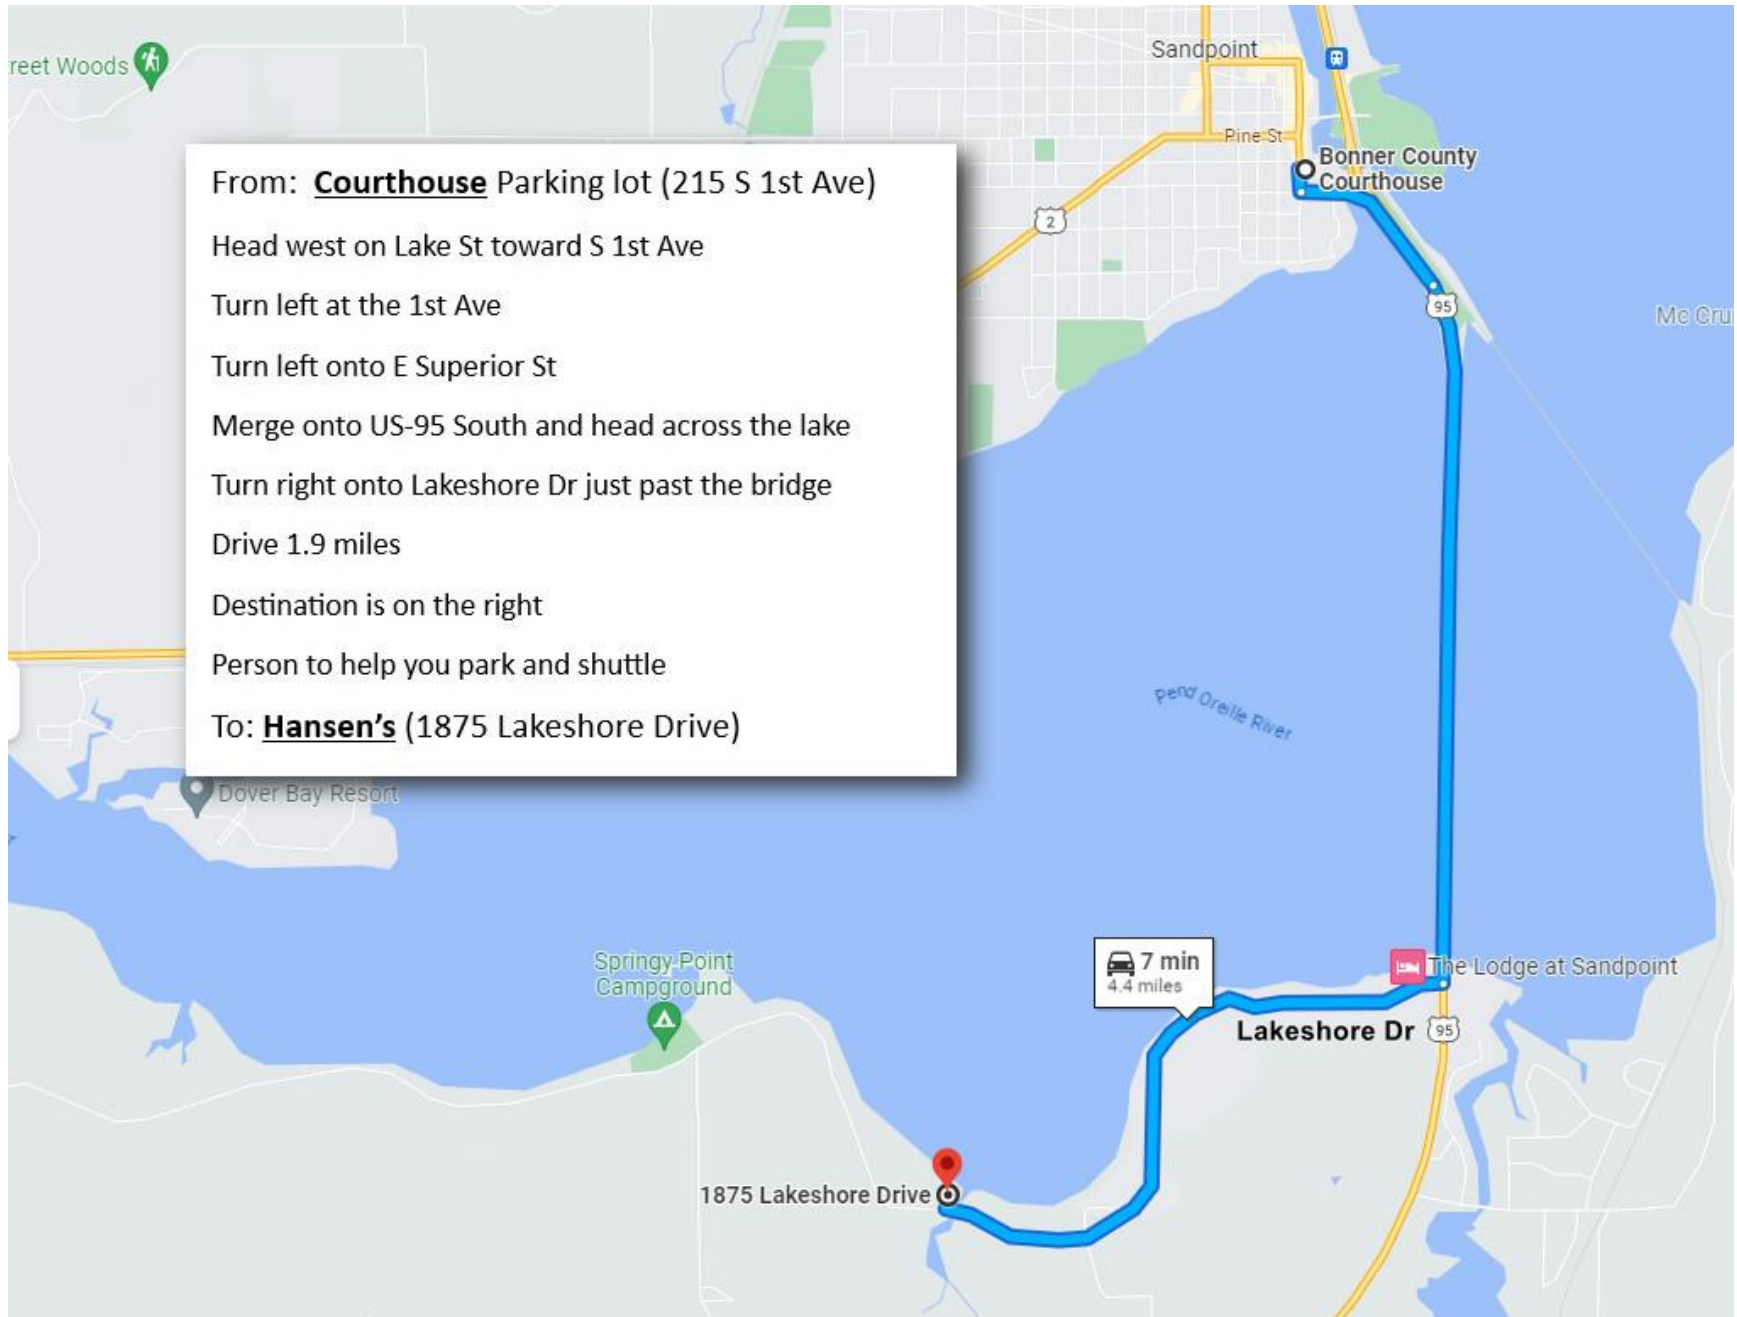 Sandpoint
reet Woods
Pine St
Bonner County
Courthouse
From: Courthouse Parking lot (215 S 1st Ave)
2
Head west on Lake St toward S 1st Ave
Turn left at the 1st Ave
95
Mc Cru
Turn left onto E Superior St
Merge onto US-95 South and head across the lake
Turn right onto Lakeshore Dr just past the bridge
Drive 1.9 miles
Destination is on the right
Person to help you park and shuttle
To: Hansen's (1875 Lakeshore Drive)
Pend Oreille River
Dover Bay Resort
Springy Point
Campground
7 min
4.4 miles
The Lodge at Sandpoint
Lakeshore Dr
95
1875 Lakeshore Drive